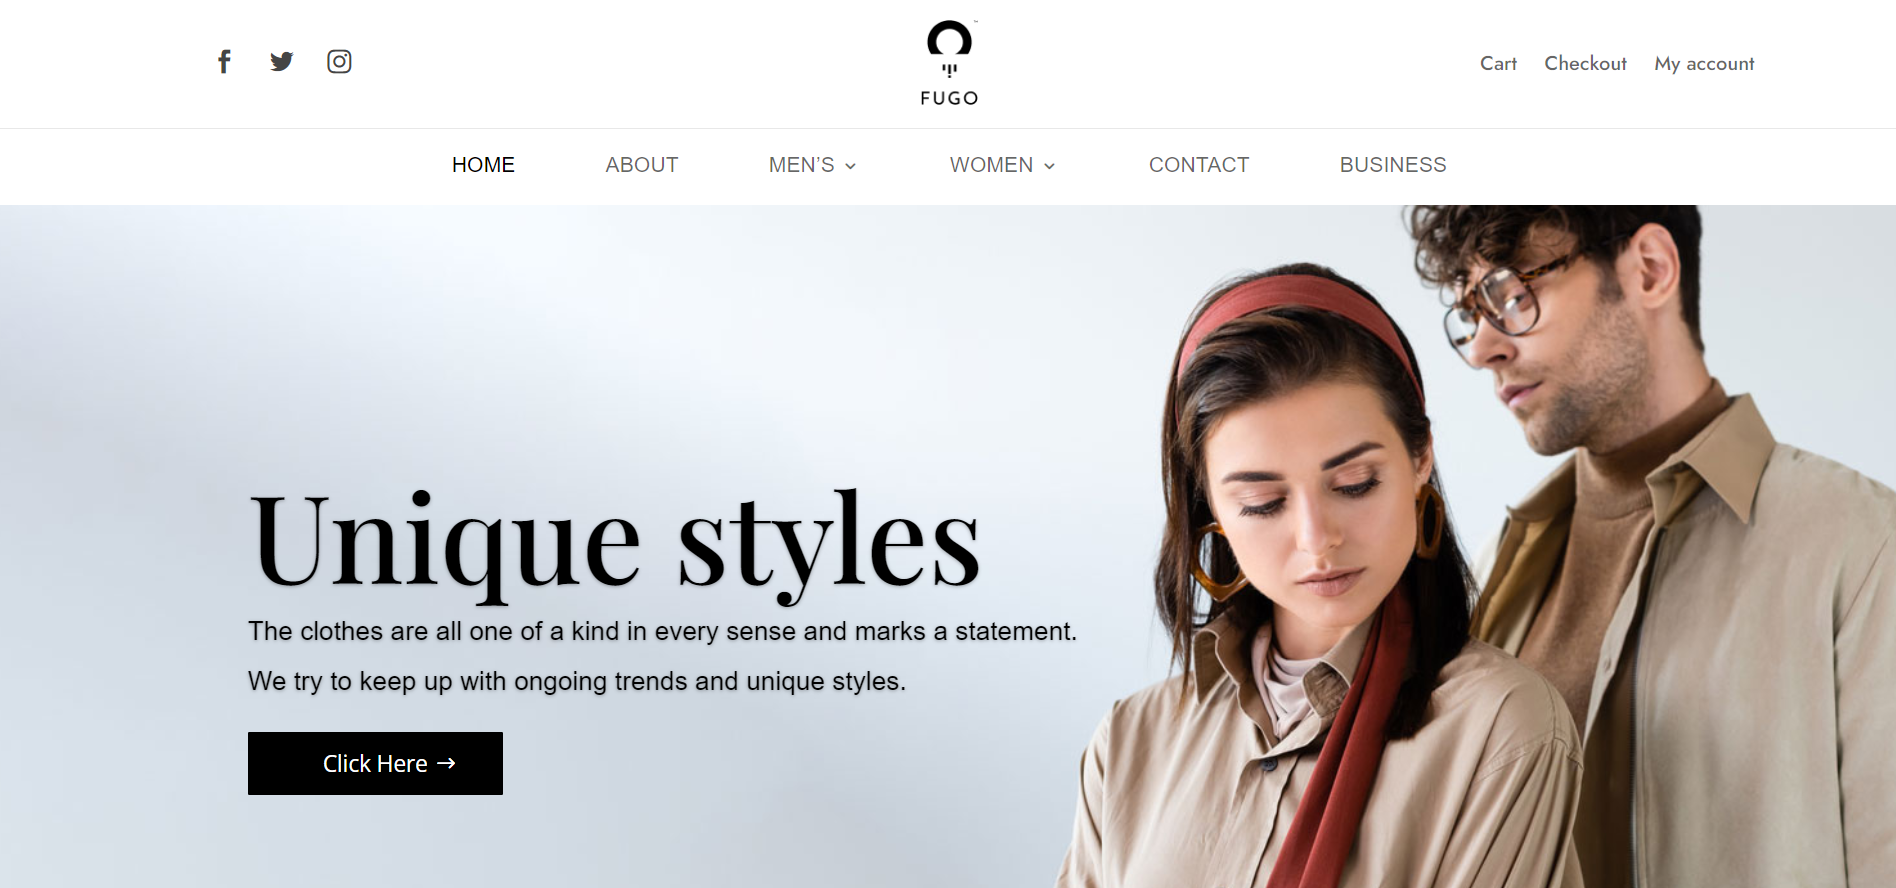 FUGO
Cart Checkout My account
HOME ABOUT MEN’S WOMEN CONTACT BUSINESS
Unique styles
The clothes are all one of a kind in every sense and marks a statement.
We try to keep up with ongoing trends and unique styles.
Click Here →